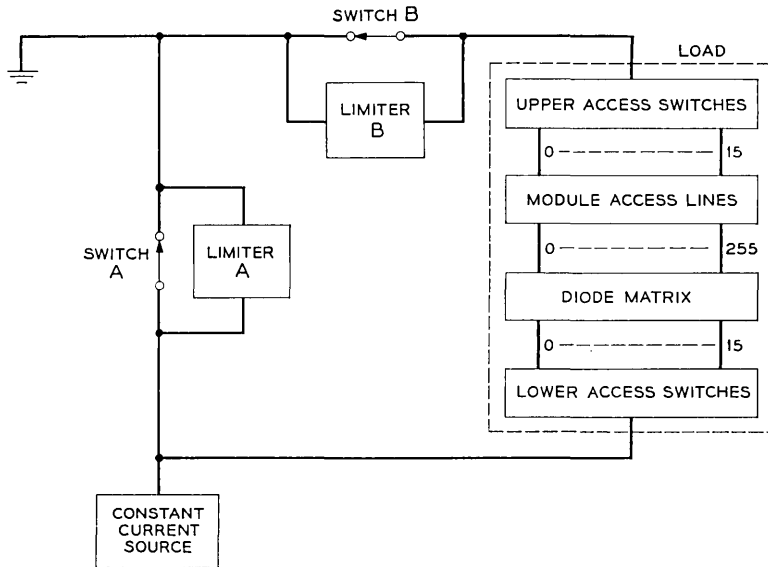 SWITCH B
LIMITER
B
LOAD
UPPER ACCESS SWITCHES
0 15
MODULE ACCESS LINES
0 255
DIODE MATRIX
0 15
LOWER ACCESS SWITCHES
SWITCH
A
LIMITER
A
CONSTANT
CURRENT
SOURCE